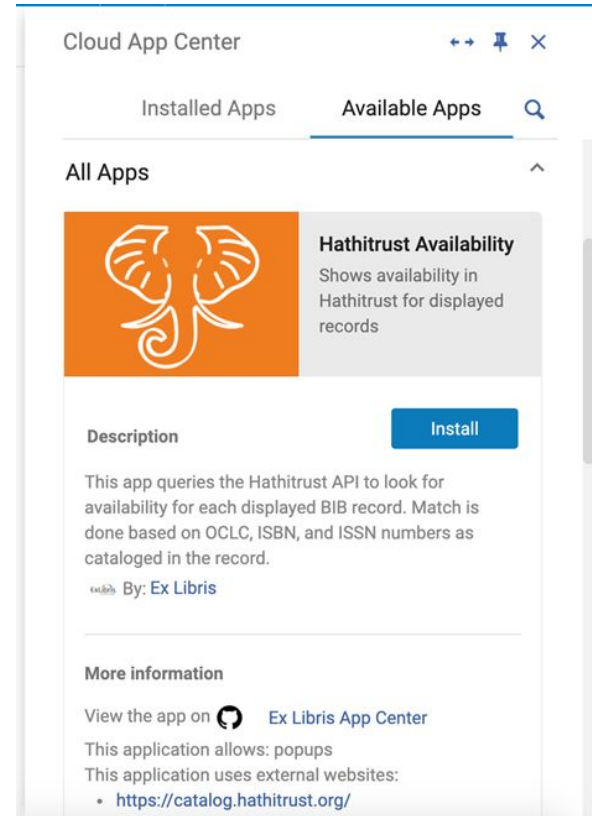 Cloud App Center
Installed Apps Available Apps
All Apps
Hathitrust Availability
Shows availability in
Hathitrust for displayed
records
Description
Install
This app queries the Hathitrust API to look for
availability for each displayed BIB record. Match is
done based on OCLC, ISBN, and ISSN numbers as
cataloged in the record.
ExLibris By: Ex Libris
More information
View the app on Ex Libris App Center
This application allows: popups
This application uses external websites:
• https://catalog.hathitrust.org/